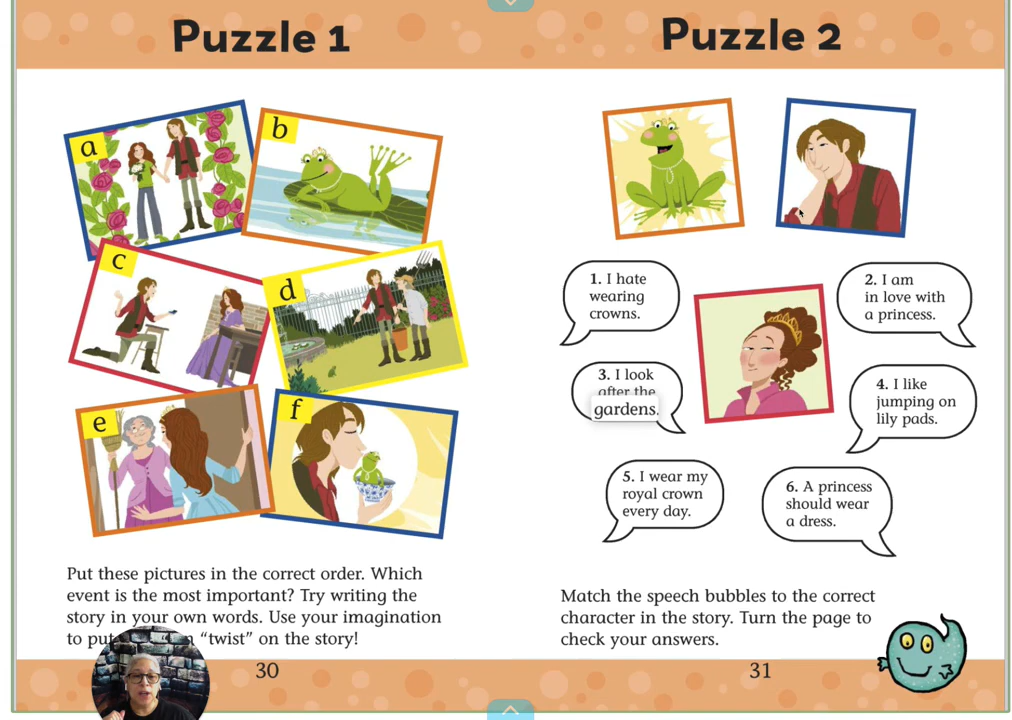 Puzzle 1
a
b
c
d
e
f
Put these pictures in the correct order. Which
event is the most important? Try writing the
story in your own words. Use your imagination
to put “twist” on the story!
30
Puzzle 2
1. I hate
wearing
crowns.
2. I am
in love with
a princess.
3. I look
after the
gardens.
4. I like
jumping on
lily pads.
5. I wear my
royal crown
every day.
6. A princess
should wear
a dress.
Match the speech bubbles to the correct
character in the story. Turn the page to
check your answers.
31